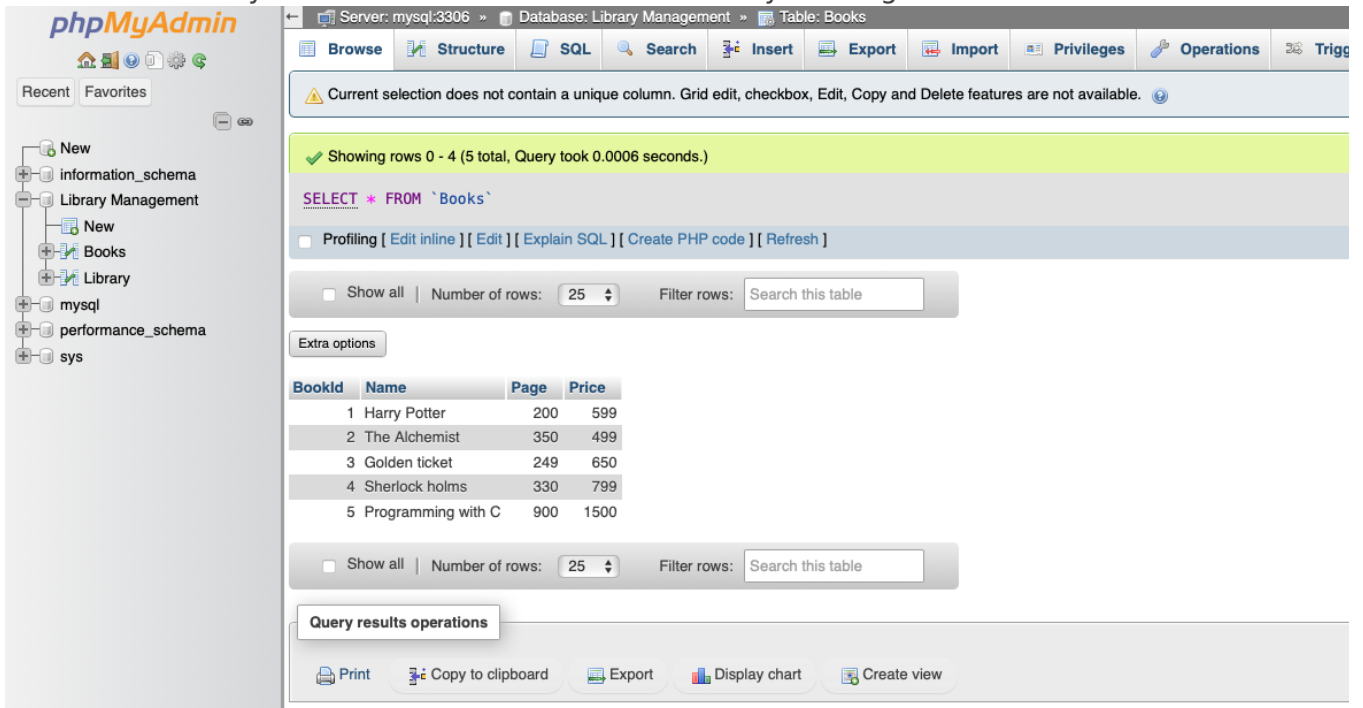 phpMyAdmin
Recent Favorites
New
information_schema
Library Management
New
Books
Library
mysql
performance_schema
sys
← Server: mysql:3306 » Database: Library Management » Table: Books
Browse Structure SQL Search Insert Export Import Privileges Operations Trigg
Current selection does not contain a unique column. Grid edit, checkbox, Edit, Copy and Delete features are not available.
Showing rows 0 - 4 (5 total, Query took 0.0006 seconds.)
SELECT * FROM `Books`
Profiling [ Edit inline ] [ Edit ] [ Explain SQL ] [ Create PHP code ] [ Refresh ]
Show all | Number of rows: 25 Filter rows: Search this table
Extra options
BookId Name Page Price
1 Harry Potter 200 599
2 The Alchemist 350 499
3 Golden ticket 249 650
4 Sherlock holms 330 799
5 Programming with C 900 1500
Show all | Number of rows: 25 Filter rows: Search this table
Query results operations
Print Copy to clipboard Export Display chart Create view